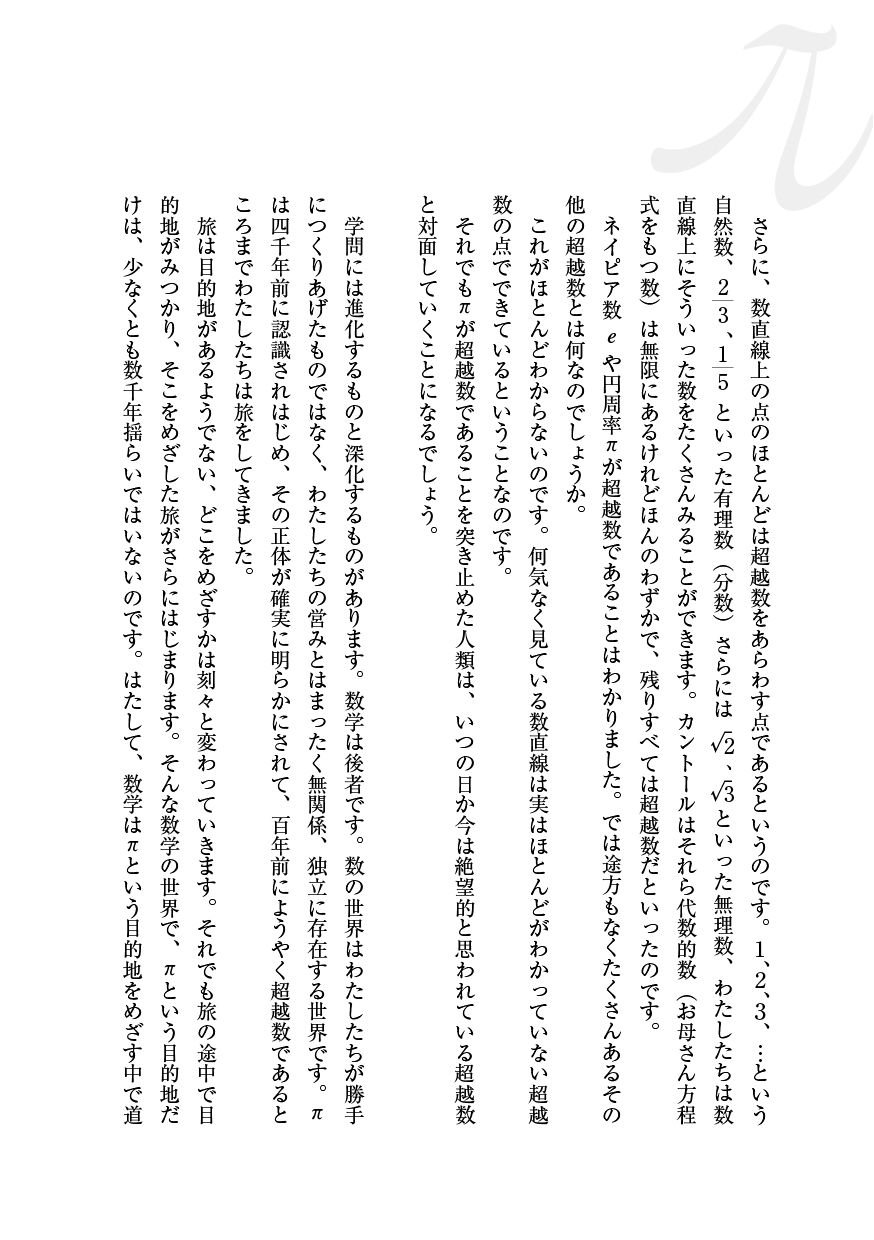 π
さらに、数直線上の点のほとんどは超越数をあらわす点であるというのです。1、2、3、…という
自然数、2/3、1/5といった有理数（分数）さらには√2、√3といった無理数、わたしたちは数
直線上にそういった数をたくさんみることができます。カントールはそれら代数的数（お母さん方程
式をもつ数）は無限にあるけれどほんのわずかで、残りすべては超越数だといったのです。
ネイピア数eや円周率πが超越数であることはわかりました。では途方もなくたくさんあるその
他の超越数とは何なのでしょうか。
これがほとんどわからないのです。何気なく見ている数直線は実はほとんどがわかっていない超越
数の点でできているということなのです。
それでもπが超越数であることを突き止めた人類は、いつの日か今は絶望的と思われている超越数
と対面していくことになるでしょう。
学問には進化するものと深化するものがあります。数学は後者です。数の世界はわたしたちが勝手
につくりあげたものではなく、わたしたちの営みとはまったく無関係、独立に存在する世界です。π
は四千年前に認識されはじめ、その正体が確実に明らかにされて、百年前にようやく超越数であると
ころまでわたしたちは旅をしてきました。
旅は目的地があるようでない、どこをめざすかは刻々と変わっていきます。それでも旅の途中で目
的地がみつかり、そこをめざした旅がさらにはじまります。そんな数学の世界で、πという目的地だ
けは、少なくとも数千年揺らいではいないのです。はたして、数学はπという目的地をめざす中で道